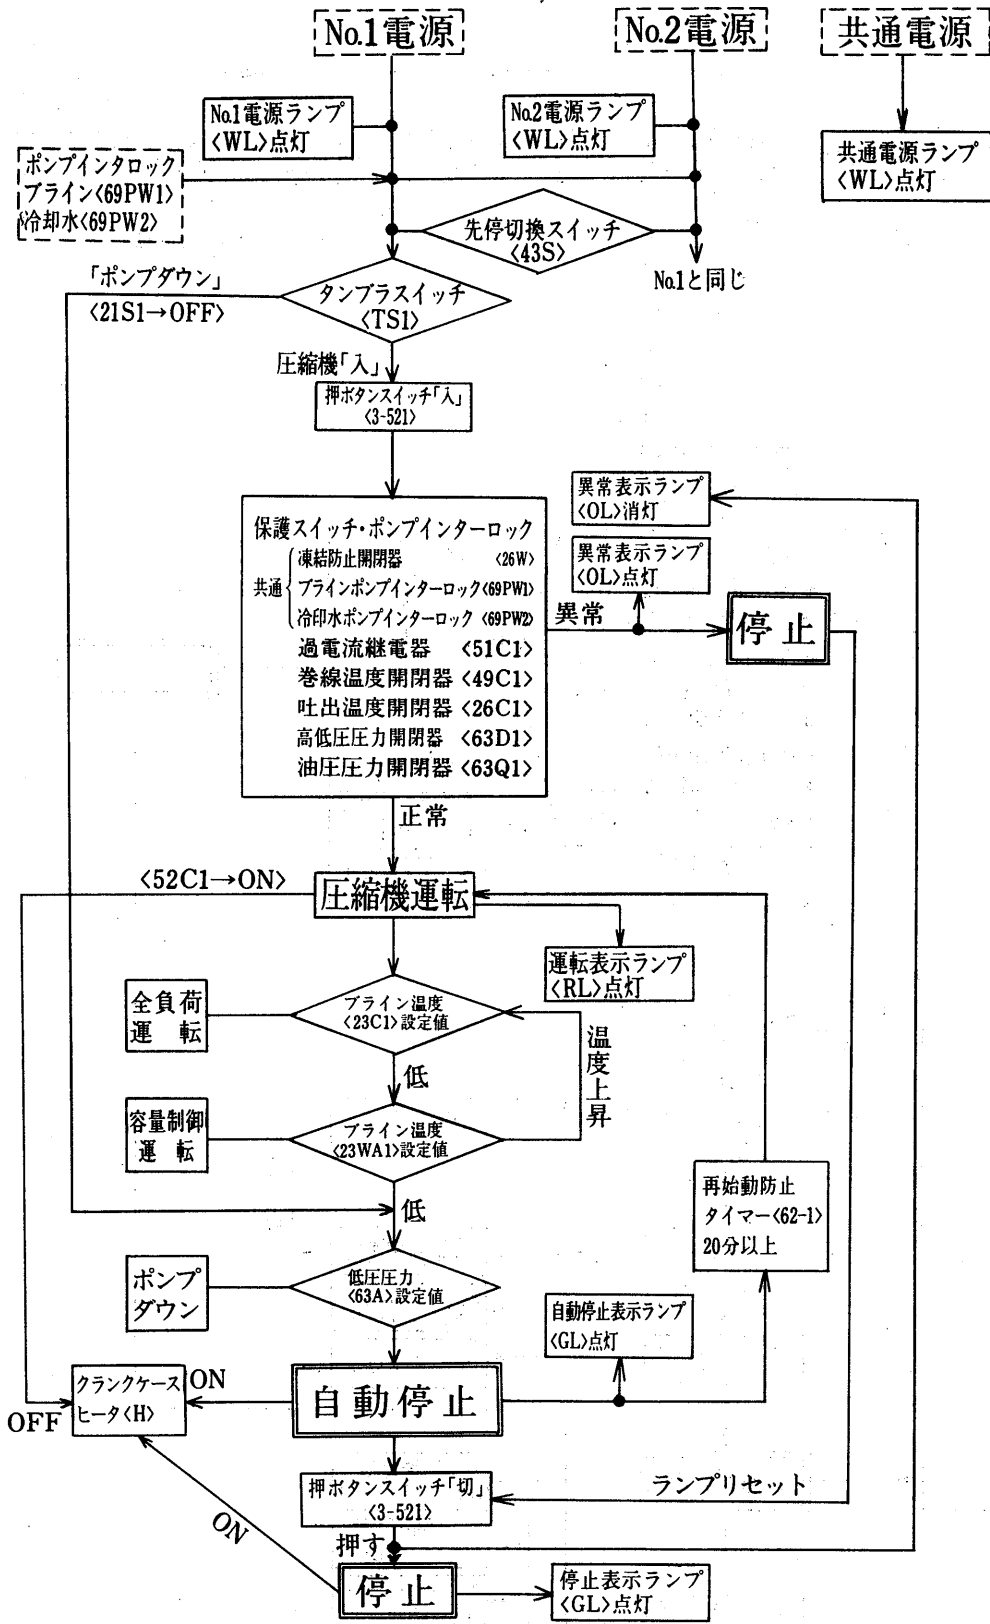 No.1電源
No.2電源
共通電源
No.1電源ランプ
〈WL〉点灯
No.2電源ランプ
〈WL〉点灯
共通電源ランプ
〈WL〉点灯
ポンプインタロック
ブライン〈69PW1〉
冷却水〈69PW2〉
先停切換スイッチ
〈43S〉
No.1と同じ
「ポンプダウン」
〈21S1→OFF〉
タンブラスイッチ
〈TS1〉
圧縮機「入」
押ボタンスイッチ「入」
〈3-521〉
保護スイッチ・ポンプインターロック
凍結防止開閉器 〈26W〉
共通 ブラインポンプインターロック〈69PW1〉
冷印水ポンプインターロック〈69PW2〉
過電流継電器 〈51C1〉
巻線温度開閉器 〈49C1〉
吐出温度開閉器 〈26C1〉
高低圧圧力開閉器 〈63D1〉
油圧圧力開閉器 〈63Q1〉
異常表示ランプ
〈OL〉消灯
異常表示ランプ
〈OL〉点灯
異常
停止
正常
〈52C1→ON〉
圧縮機運転
運転表示ランプ
〈RL〉点灯
全負荷
運転
ブライン温度
〈23C1〉設定値
温度上昇
低
容量制御
運転
ブライン温度
〈23WA1〉設定値
低
再始動防止
タイマー〈62-1〉
20分以上
ポンプ
ダウン
低圧圧力
〈63A〉設定値
自動停止表示ランプ
〈GL〉点灯
クランクケース
ヒータ〈H〉
ON
OFF
自動停止
押ボタンスイッチ「切」
〈3-521〉
ランプリセット
ON
押す
停止
停止表示ランプ
〈GL〉点灯